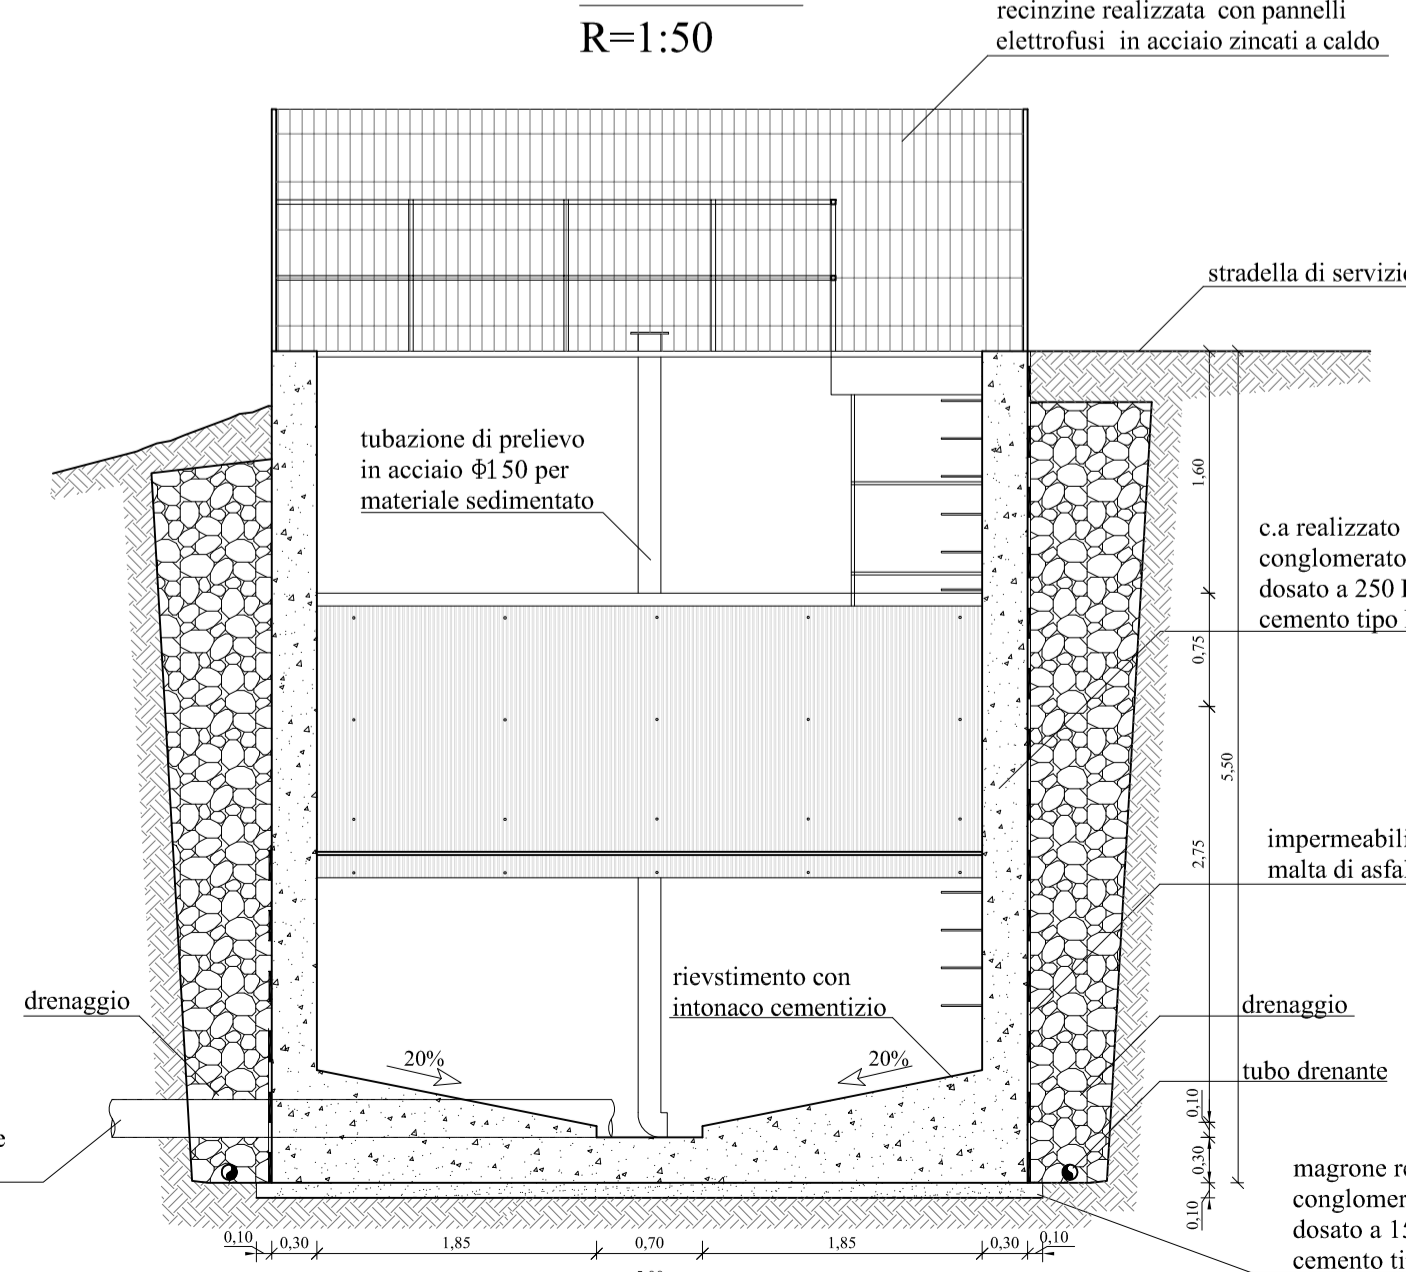 R=1:50
recinzine realizzata con pannelli
elettrofusi in acciaio zincati a caldo
stradella di servizio
tubazione di prelievo
in acciaio Φ150 per
materiale sedimentato
1,60
c.a realizzato
conglomerato
dosato a 250
cemento tipo
0,75
5,50
2,75
impermeabili
malta di asfal
rievstimento con
intonaco cementizio
drenaggio
drenaggio
20%
20%
tubo drenante
0,10
0,30
0,10
magrone re
conglomer
dosato a 15
cemento ti
0,10
0,30
1,85
0,70
1,85
0,30
0,10